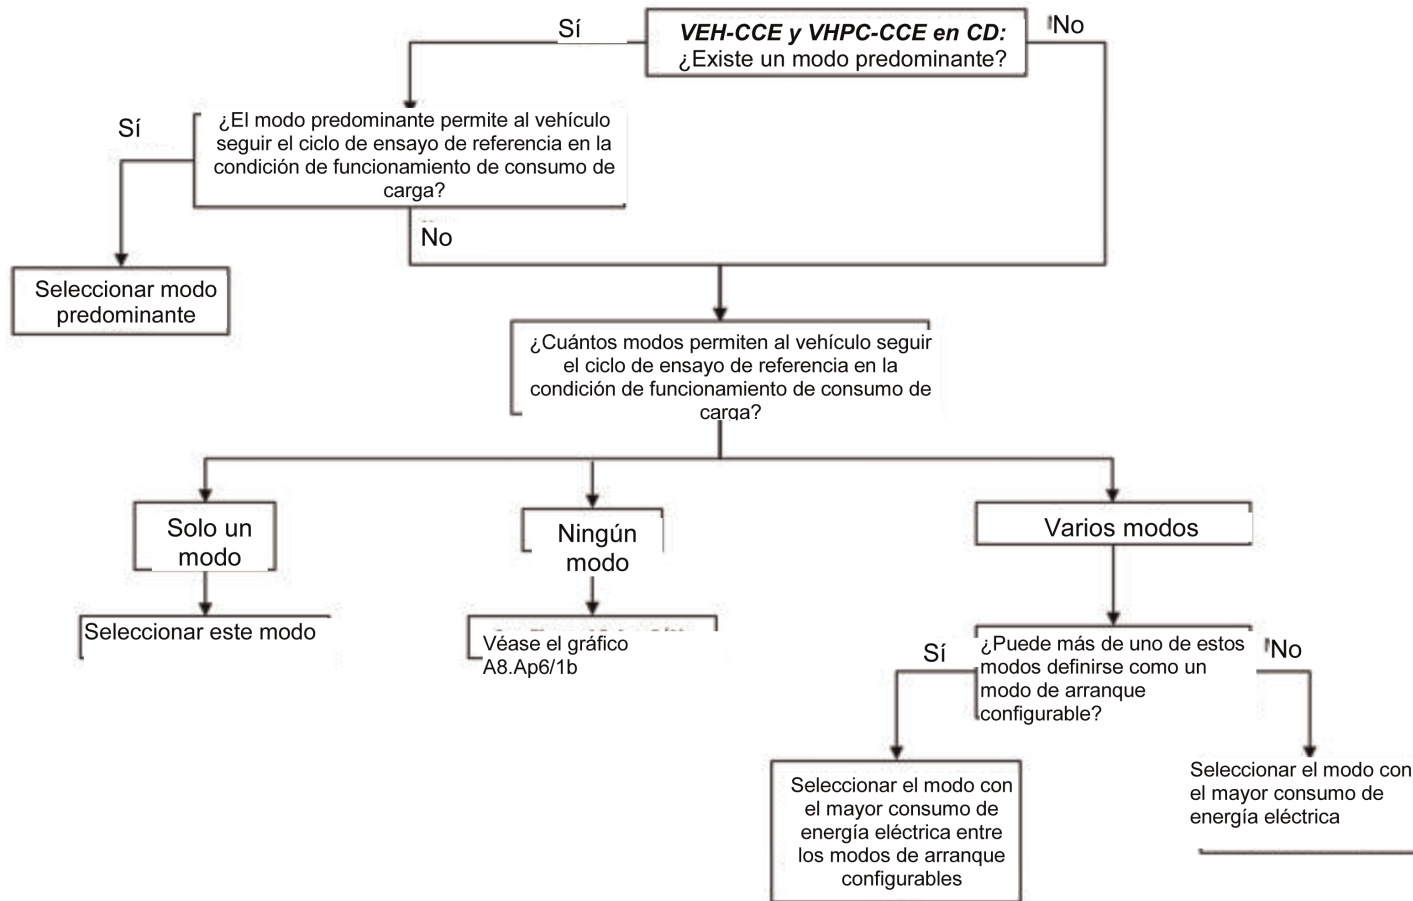 Sí
VEH-CCE y VHPC-CCE en CD:
No
¿Existe un modo predominante?
¿El modo predominante permite al vehículo
seguir el ciclo de ensayo de referencia en la
condición de funcionamiento de consumo de
carga?
Sí
No
Seleccionar modo
predominante
¿Cuántos modos permiten al vehículo seguir
el ciclo de ensayo de referencia en la
condición de funcionamiento de consumo de
carga?
Solo un
modo
Ningún
modo
Varios modos
Seleccionar este modo
Véase el gráfico
A8.Ap6/1b
Sí
¿Puede más de uno de estos
modos definirse como un
modo de arranque
configurable?
No
Seleccionar el modo con
el mayor consumo de
energía eléctrica entre
los modos de arranque
configurables
Seleccionar el modo con
el mayor consumo de
energía eléctrica